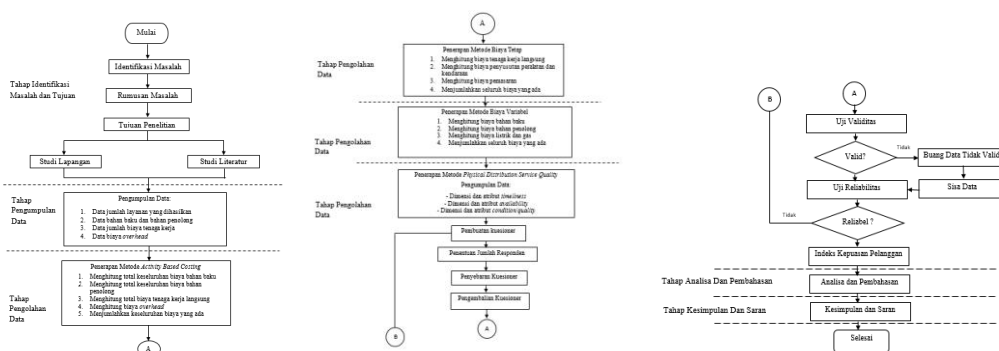 Mulai
Identifikasi Masalah
Tahap Identifikasi
Masalah dan Tujuan
Rumusan Masalah
Tujuan Penelitian
Studi Lapangan
Studi Literatur
Tahap
Pengumpulan
Data
Pengumpulan Data:
1. Data jumlah layanan yang dihasilkan
2. Data bahan baku dan bahan penolong
3. Data jumlah biaya tenaga kerja
4. Data biaya overhead
Tahap
Pengolahan
Data
Penerapan Metode Activity Based Costing
1. Menghitung total keseluruhan biaya bahan baku
2. Menghitung total keseluruhan biaya bahan
penolong
3. Menghitung total biaya tenaga kerja langsung
4. Menghitung biaya overhead
5. Menjumlahkan keseluruhan biaya yang ada
A
A
Tahap Pengolahan
Data
Penerapan Metode Biaya Tetap
1. Menghitung biaya tenaga kerja langsung
2. Menghitung biaya penyusutan peralatan dan
kendaraan
3. Menghitung biaya pemasaran
4. Menjumlahkan seluruh biaya yang ada
Tahap Pengolahan
Data
Penerapan Metode Biaya Variabel
1. Menghitung biaya bahan baku
2. Menghitung biaya bahan penolong
3. Menghitung biaya listrik dan gas
4. Menjumlahkan seluruh biaya yang ada
Tahap Pengolahan
Data
Penerapan Metode Physical Distribution Service Quality
Pengumpulan Data:
- Dimensi dan atribut timeliness
- Dimensi dan atribut availability
- Dimensi dan atribut condition/quality
Pembuatan kuesioner
Penentuan Jumlah Responden
Penyebaran Kuesioner
Pengembalian Kuesioner
B
A
B
A
Uji Validitas
Valid?
Tidak
Buang Data Tidak Valid
Uji Reliabilitas
Sisa Data
Tidak
Reliabel ?
Indeks Kepuasan Pelanggan
Tahap Analisa Dan Pembahasan
Analisa dan Pembahasan
Tahap Kesimpulan Dan Saran
Kesimpulan dan Saran
Selesai